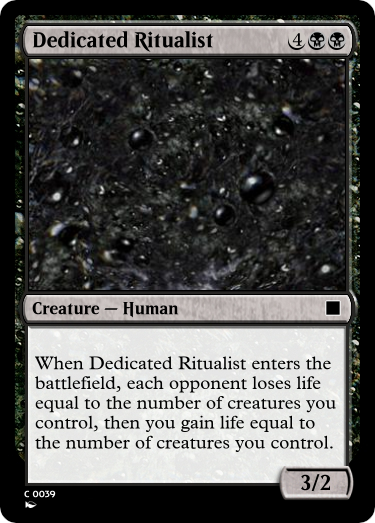 Dedicated Ritualist 4
Creature — Human
When Dedicated Ritualist enters the
battlefield, each opponent loses life
equal to the number of creatures you
control, then you gain life equal to
the number of creatures you control.
3/2
C 0039